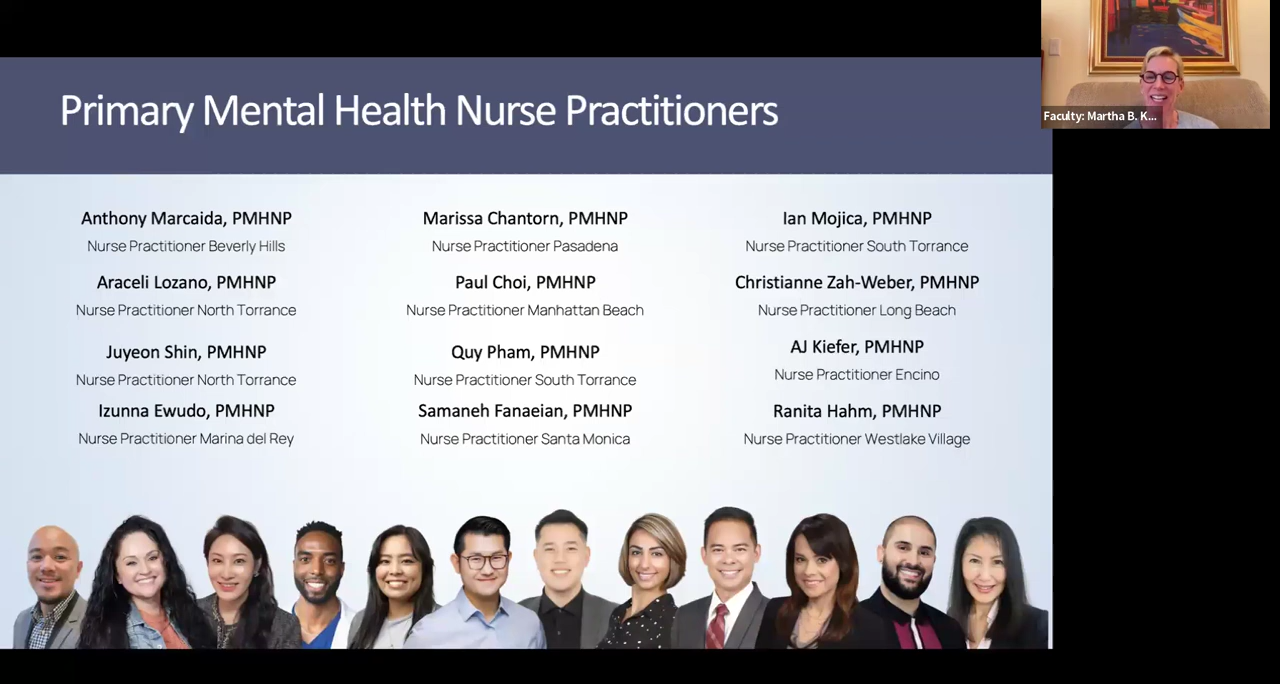 Primary Mental Health Nurse Practitioners
Faculty: Martha B. K...
Anthony Marcaida, PMHNP
Nurse Practitioner Beverly Hills
Araceli Lozano, PMHNP
Nurse Practitioner North Torrance
Juyeon Shin, PMHNP
Nurse Practitioner North Torrance
Izunna Ewudo, PMHNP
Nurse Practitioner Marina del Rey
Marissa Chantorn, PMHNP
Nurse Practitioner Pasadena
Paul Choi, PMHNP
Nurse Practitioner Manhattan Beach
Quy Pham, PMHNP
Nurse Practitioner South Torrance
Samaneh Fanaeian, PMHNP
Nurse Practitioner Santa Monica
Ian Mojica, PMHNP
Nurse Practitioner South Torrance
Christianne Zah-Weber, PMHNP
Nurse Practitioner Long Beach
AJ Kiefer, PMHNP
Nurse Practitioner Encino
Ranita Hahm, PMHNP
Nurse Practitioner Westlake Village